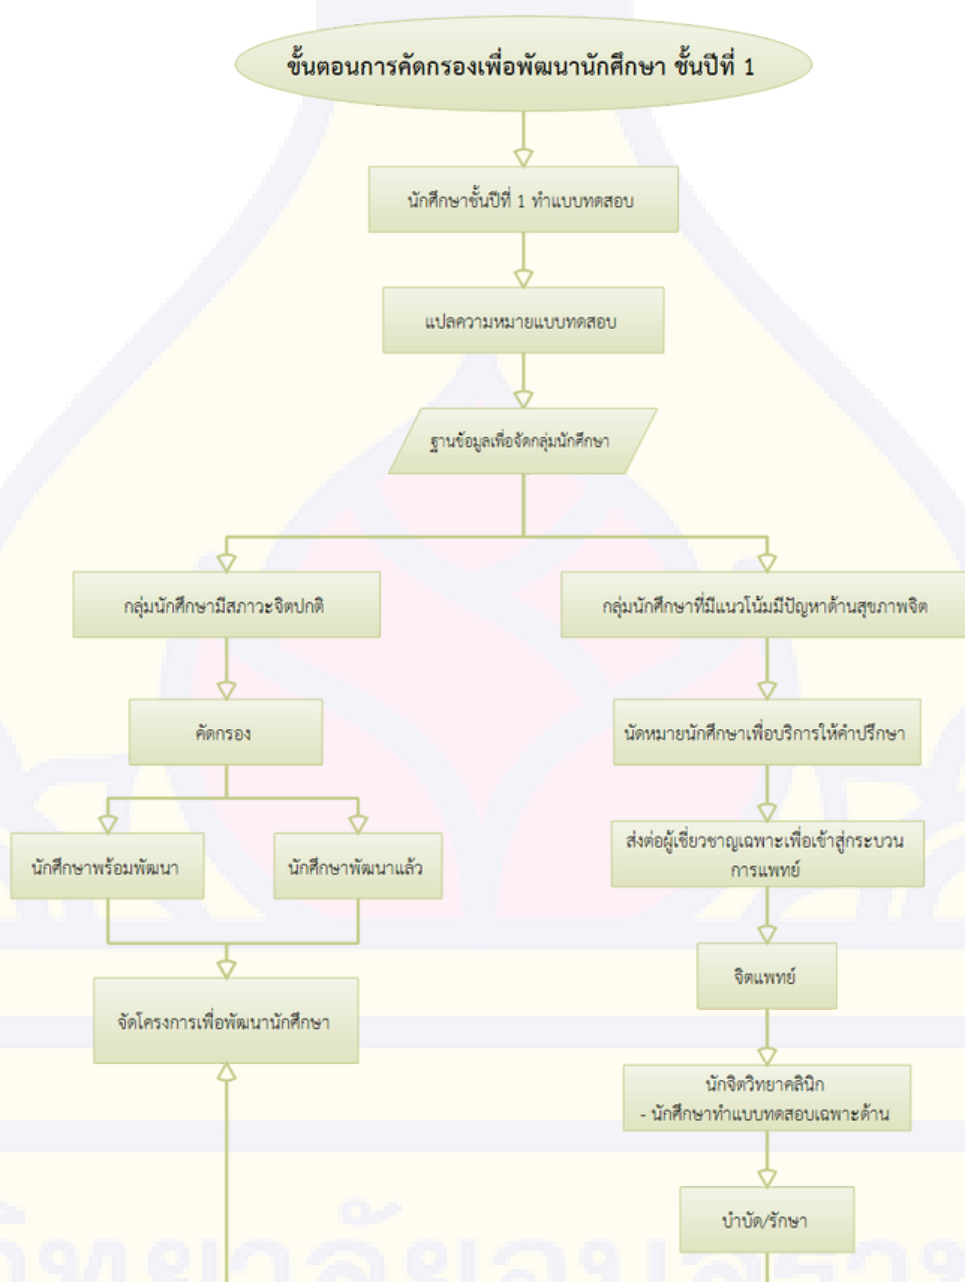 ขั้นตอนการคัดกรองเพื่อพัฒนานักศึกษา ชั้นปีที่ 1
นักศึกษาชั้นปีที่ 1 ทำแบบทดสอบ
แปลความหมายแบบทดสอบ
ฐานข้อมูลเพื่อจัดกลุ่มนักศึกษา
กลุ่มนักศึกษามีสภาวะจิตปกติ
กลุ่มนักศึกษาที่มีแนวโน้มมีปัญหาด้านสุขภาพจิต
คัดกรอง
นัดหมายนักศึกษาเพื่อบริการให้คำปรึกษา
นักศึกษาพร้อมพัฒนา
นักศึกษาพัฒนาแล้ว
ส่งต่อผู้เชี่ยวชาญเฉพาะเพื่อเข้าสู่กระบวน
การแพทย์
จิตแพทย์
จัดโครงการเพื่อพัฒนานักศึกษา
นักจิตวิทยาคลินิก
- นักศึกษาทำแบบทดสอบเฉพาะด้าน
บำบัด/รักษา